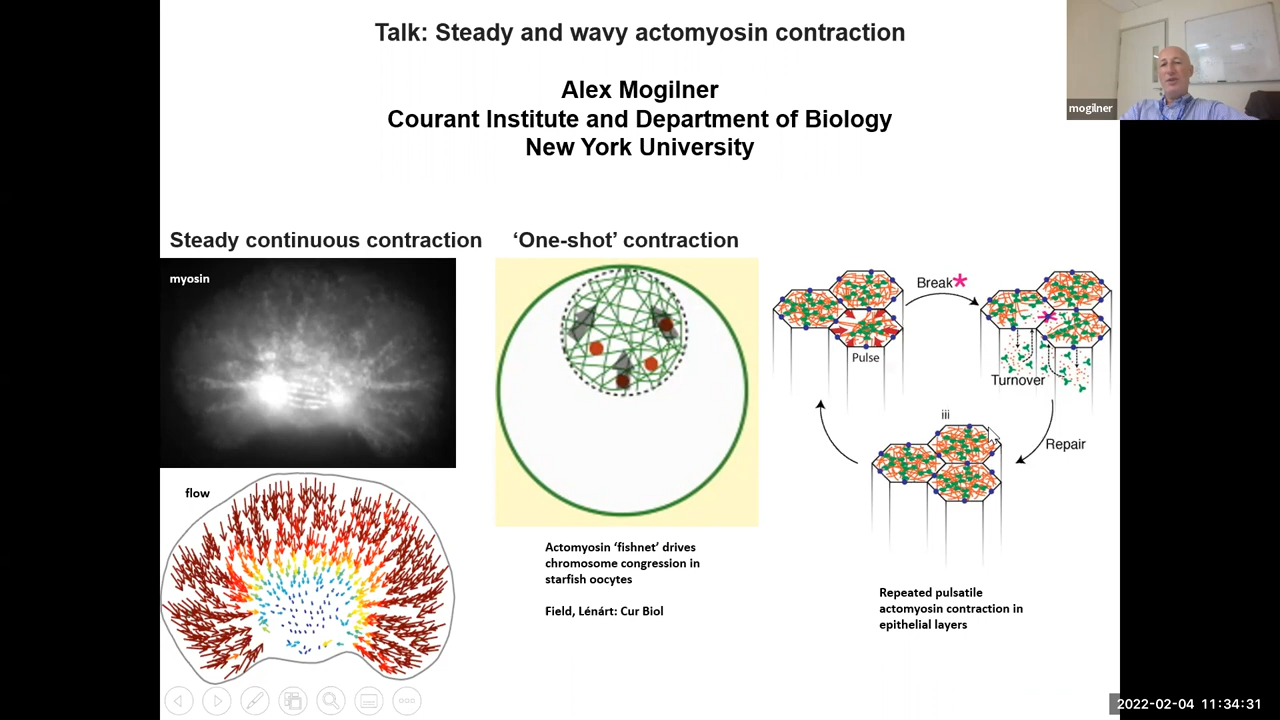 Talk: Steady and wavy actomyosin contraction
Alex Mogilner
Courant Institute and Department of Biology
New York University
mogilner
Steady continuous contraction
‘One-shot’ contraction
myosin
flow
Actomyosin ‘fishnet’ drives
chromosome congression in
starfish oocytes
Field, Lénárt: Cur Biol
Break*
Pulse
Turnover
iii
Repair
Repeated pulsatile
actomyosin contraction in
epithelial layers
2022-02-04 11:34:31